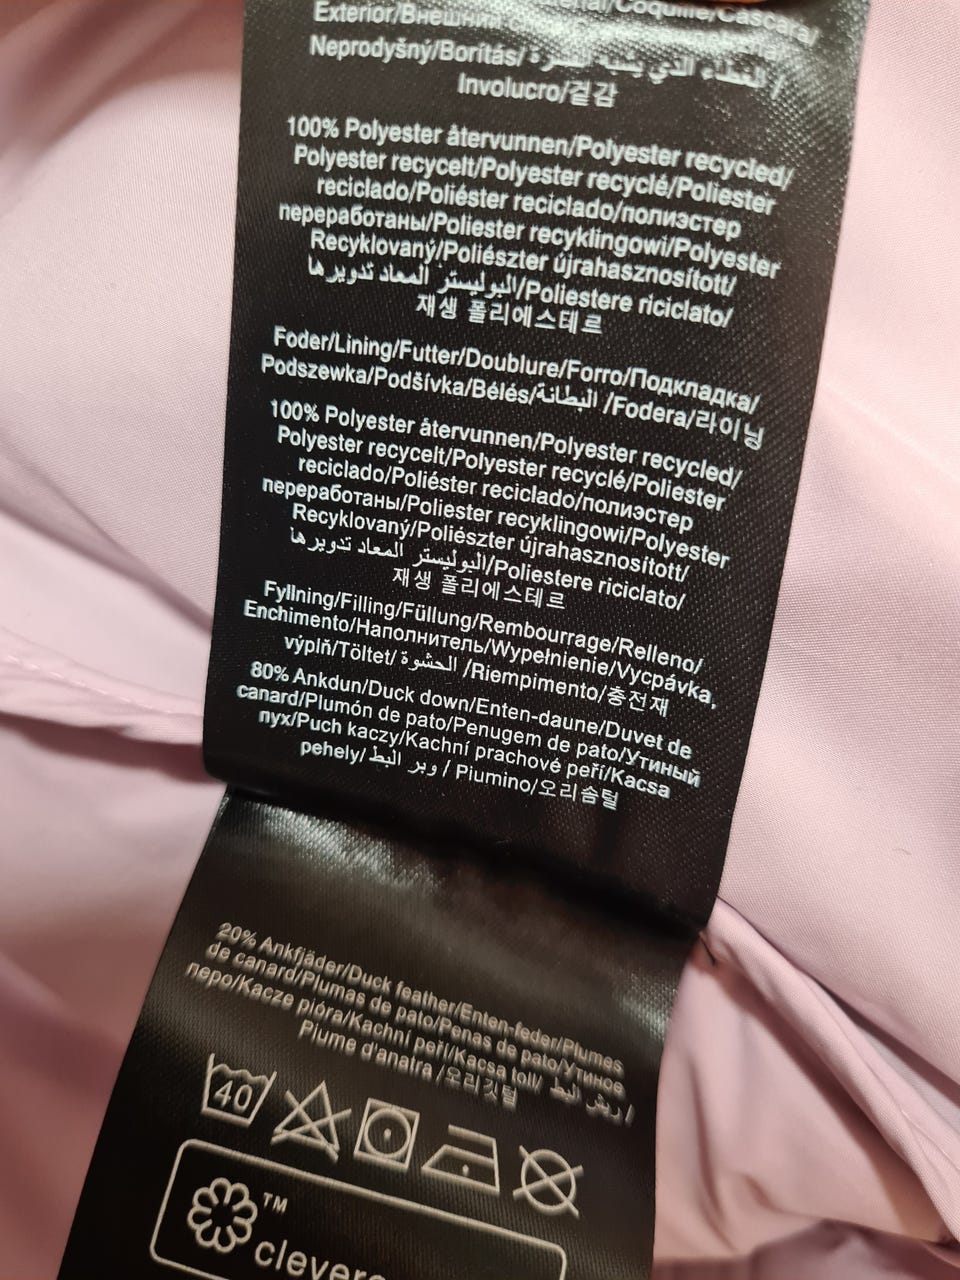 Coquille/Cascara/
Exterior/Внешний
Neprodyšný/Borítás/
Involucro/겉감
100% Polyester återvunnen/Polyester recycled/
Polyester recycelt/Polyester recyclé/Poliester
reciclado/Poliéster reciclado/полиэстер
переработаны/Poliester recyklingowi/Polyester
Recyklovaný/Poliészter újrahasznosított/
البوليستر المعاد تدويرها/Poliestere riciclato/
재생 폴리에스테르
Foder/Lining/Futter/Doublure/Forro/Подкладка/
Podszewka/Podšívka/Bélés/البطانة /Fodera/라이닝
100% Polyester återvunnen/Polyester recycled/
Polyester recycelt/Polyester recyclé/Poliester
reciclado/Poliéster reciclado/полиэстер
переработаны/Poliester recyklingowi/Polyester
Recyklovaný/Poliészter újrahasznosított/
البوليستر المعاد تدويرها/Poliestere riciclato/
재생 폴리에스테르
Fyllning/Filling/Füllung/Rembourrage/Relleno/
Enchimento/Наполнитель/Wypełnienie/Vycpávka,
výplň/Töltet/ الحشوة /Riempimento/충전재
80% Ankdun/Duck down/Enten-daune/Duvet de
canard/Plumón de pato/Penugem de pato/Утиный
пух/Puch kaczy/Kachní prachové peří/Kacsa
pehely/ وبر البط / Piumino/오리솜털
20% Ankfjäder/Duck feather/Enten-feder/Plumes
de canard/Plumas de pato/Penas de pato/Утиное
перо/Kacze pióra/Kachní peří/Kacsa toll/ ريش البط /
Piume d'anatra /오리깃털
40
TM
clevere